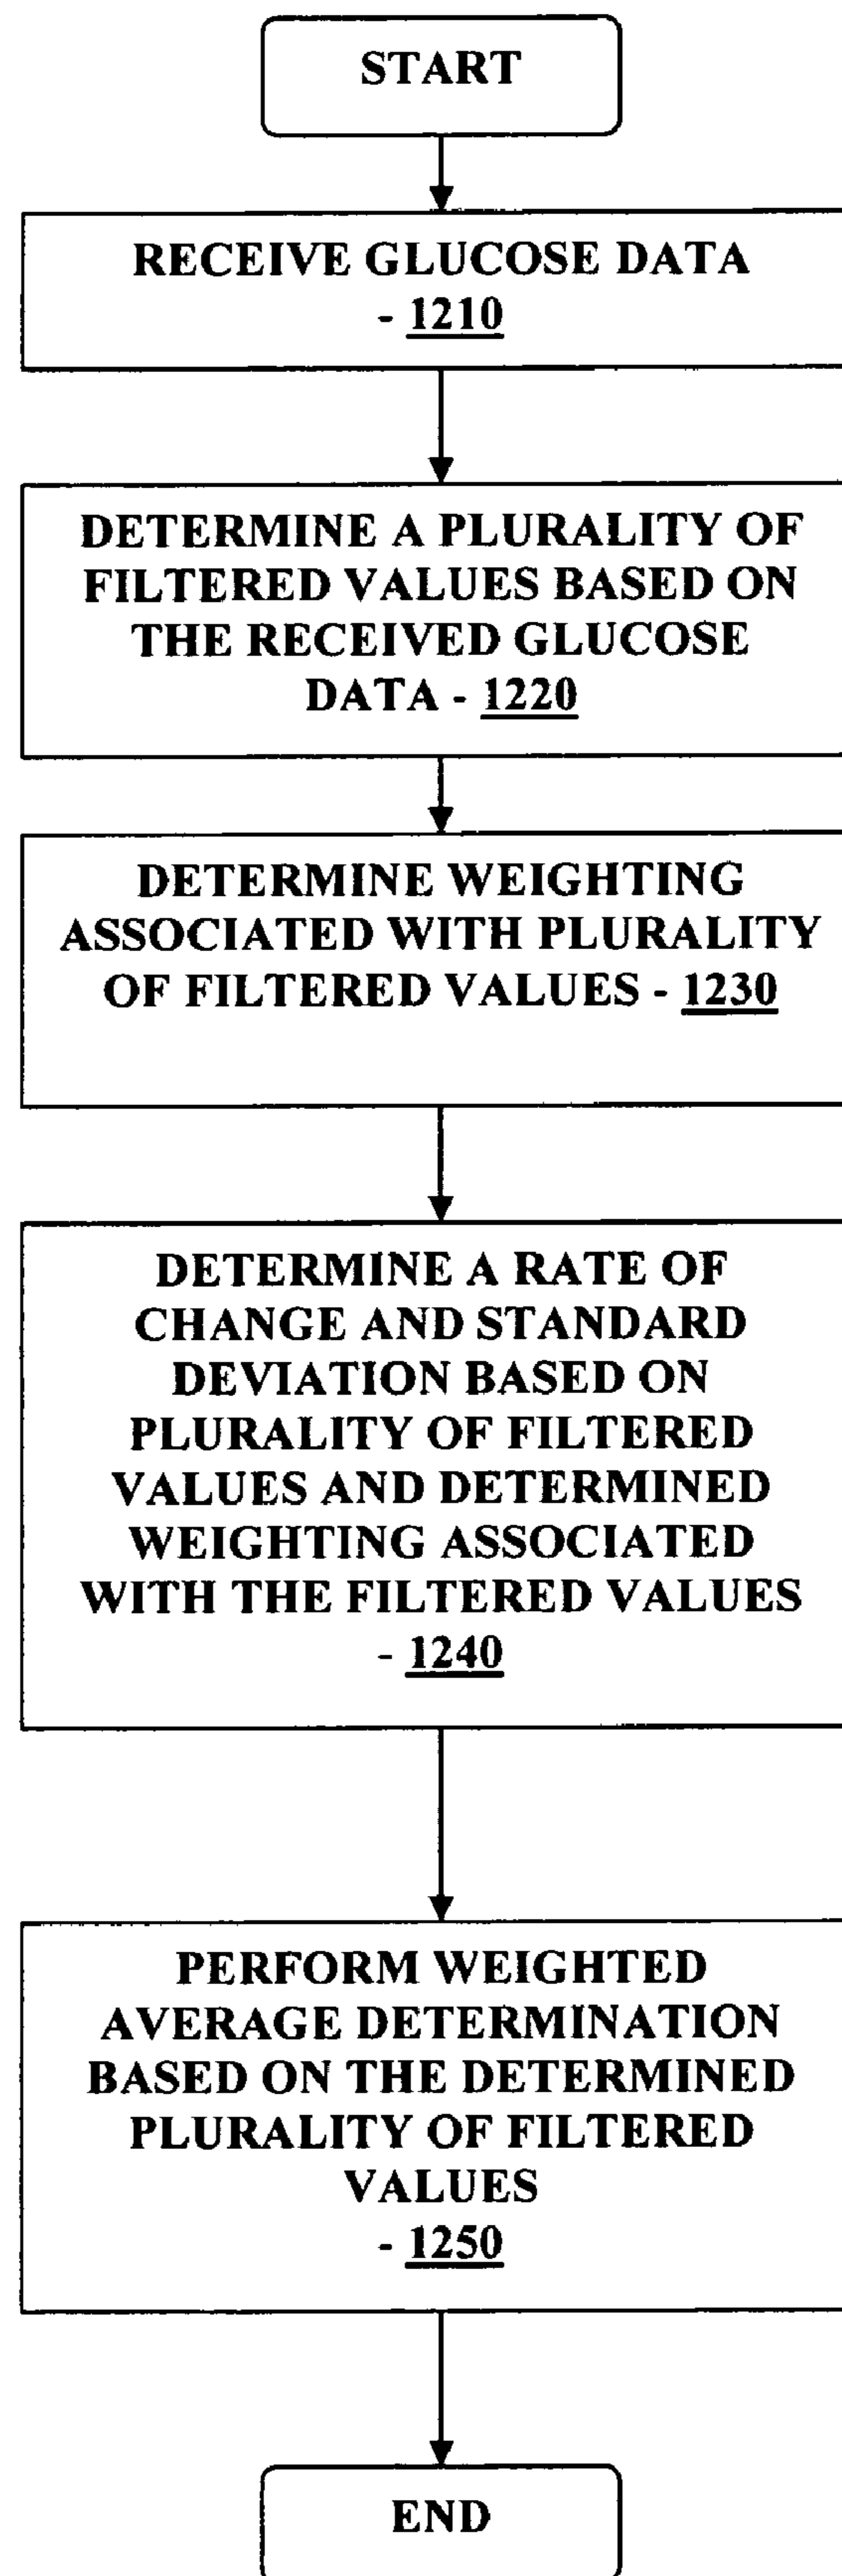 START
RECEIVE GLUCOSE DATA
- 1210
DETERMINE A PLURALITY OF
FILTERED VALUES BASED ON
THE RECEIVED GLUCOSE
DATA - 1220
DETERMINE WEIGHTING
ASSOCIATED WITH PLURALITY
OF FILTERED VALUES - 1230
DETERMINE A RATE OF
CHANGE AND STANDARD
DEVIATION BASED ON
PLURALITY OF FILTERED
VALUES AND DETERMINED
WEIGHTING ASSOCIATED
WITH THE FILTERED VALUES
- 1240
PERFORM WEIGHTED
AVERAGE DETERMINATION
BASED ON THE DETERMINED
PLURALITY OF FILTERED
VALUES
- 1250
END